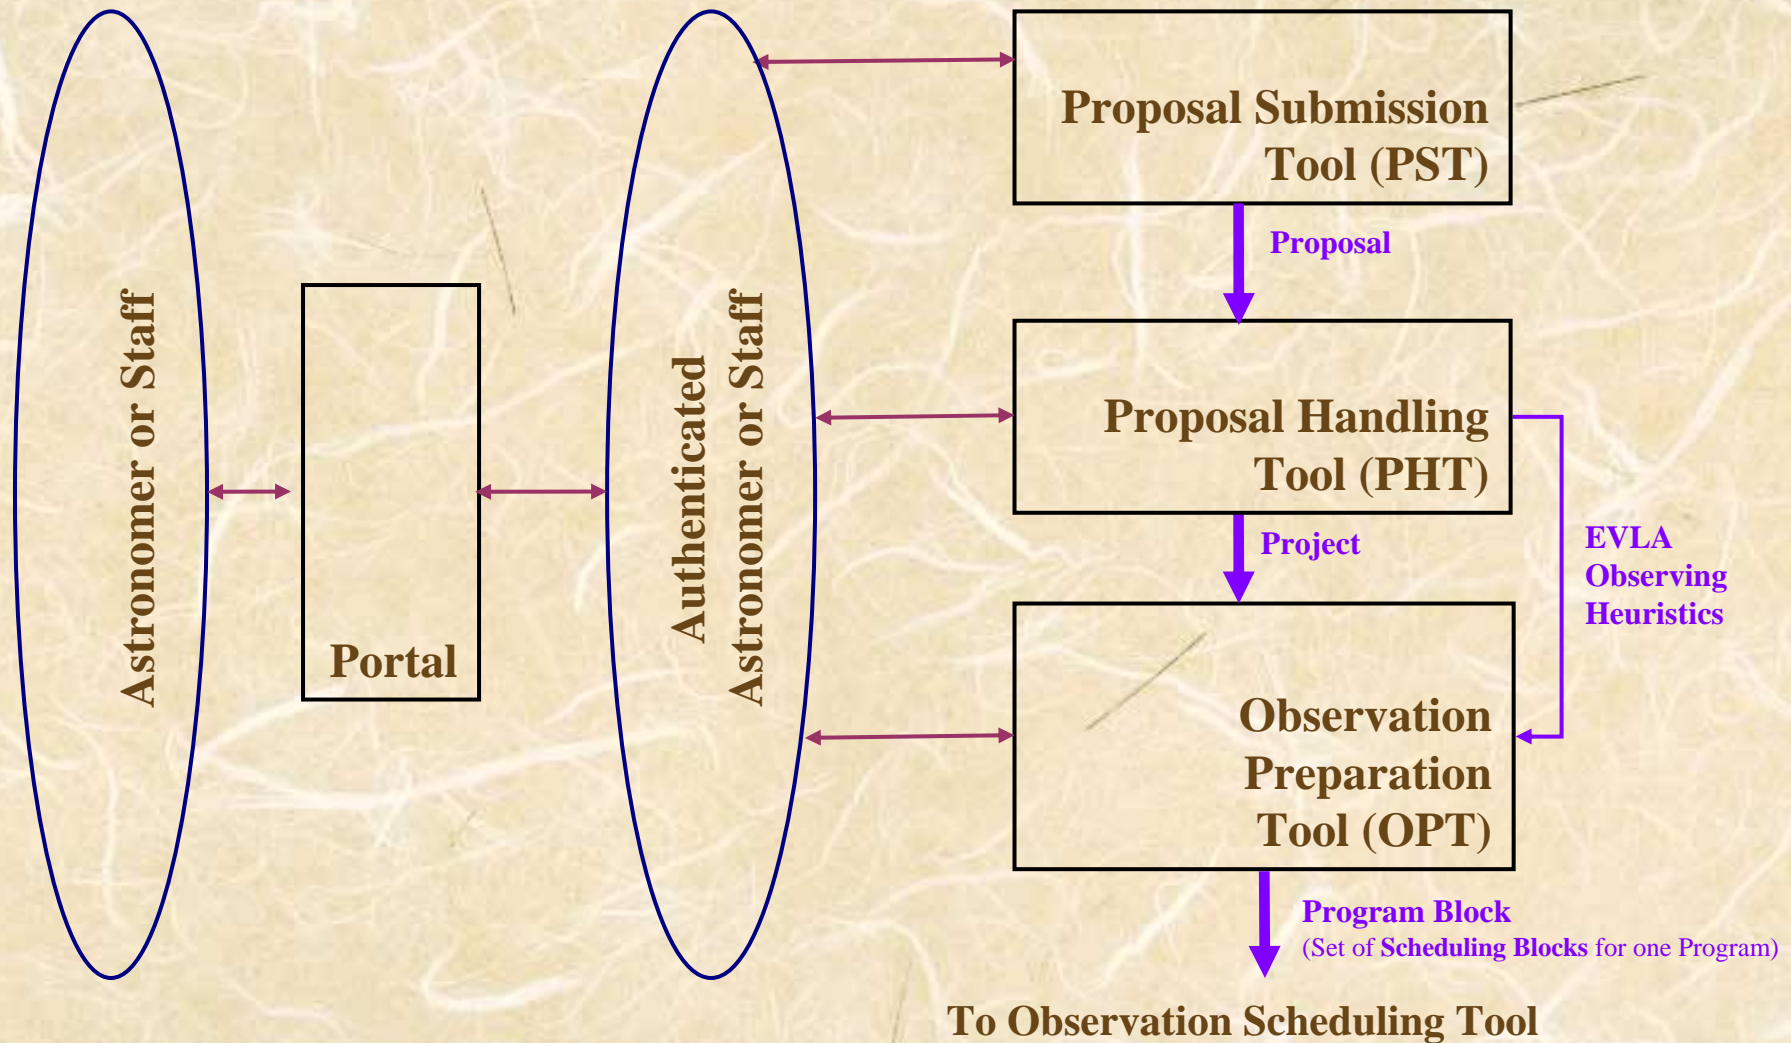 Astronomer or Staff
Portal
Authenticated
Astronomer or Staff
Proposal Submission
Tool (PST)
Proposal
Proposal Handling
Tool (PHT)
Project
EVLA
Observing
Heuristics
Observation
Preparation
Tool (OPT)
Program Block
(Set of Scheduling Blocks for one Program)
To Observation Scheduling Tool